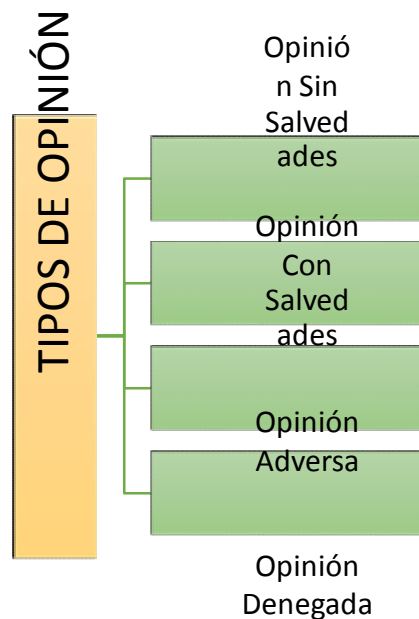 TIPOS DE OPINIÓN
Opinió
n Sin
Salved
ades
Opinión
Con
Salved
ades
Opinión
Adversa
Opinión
Denegada